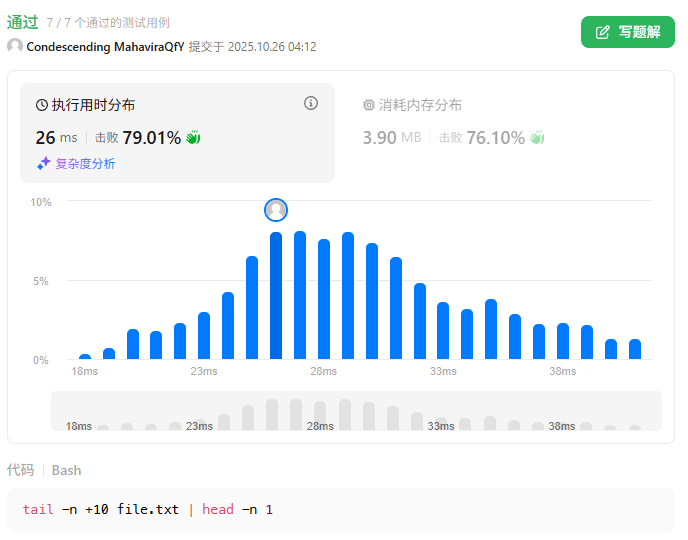 通过 7 / 7 个通过的测试用例
写题解
Condescending MahaviraQfY 提交于 2025.10.26 04:12
执行用时分布
消耗内存分布
26 ms | 击败 79.01%
3.90 MB | 击败 76.10%
复杂度分析
10%
5%
0%
18ms 23ms 28ms 33ms 38ms
18ms 23ms 28ms 33ms 38ms
代码 | Bash
tail -n +10 file.txt | head -n 1